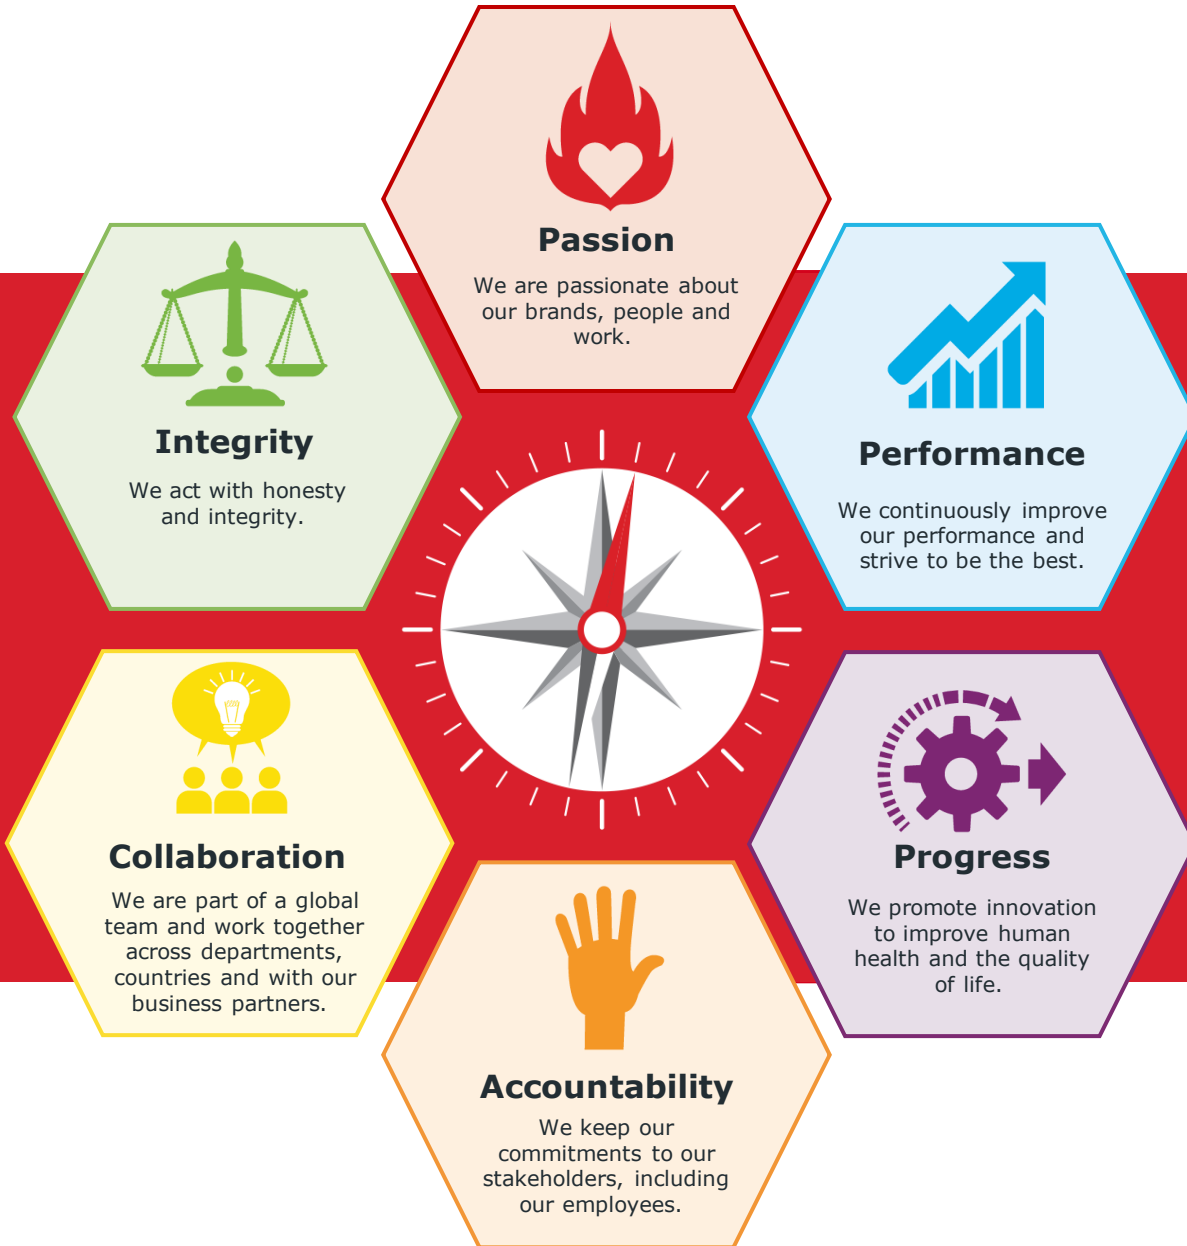 Passion
We are passionate about
our brands, people and
work.
Integrity
We act with honesty
and integrity.
Performance
We continuously improve
our performance and
strive to be the best.
Collaboration
We are part of a global
team and work together
across departments,
countries and with our
business partners.
Progress
We promote innovation
to improve human
health and the quality
of life.
Accountability
We keep our
commitments to our
stakeholders, including
our employees.